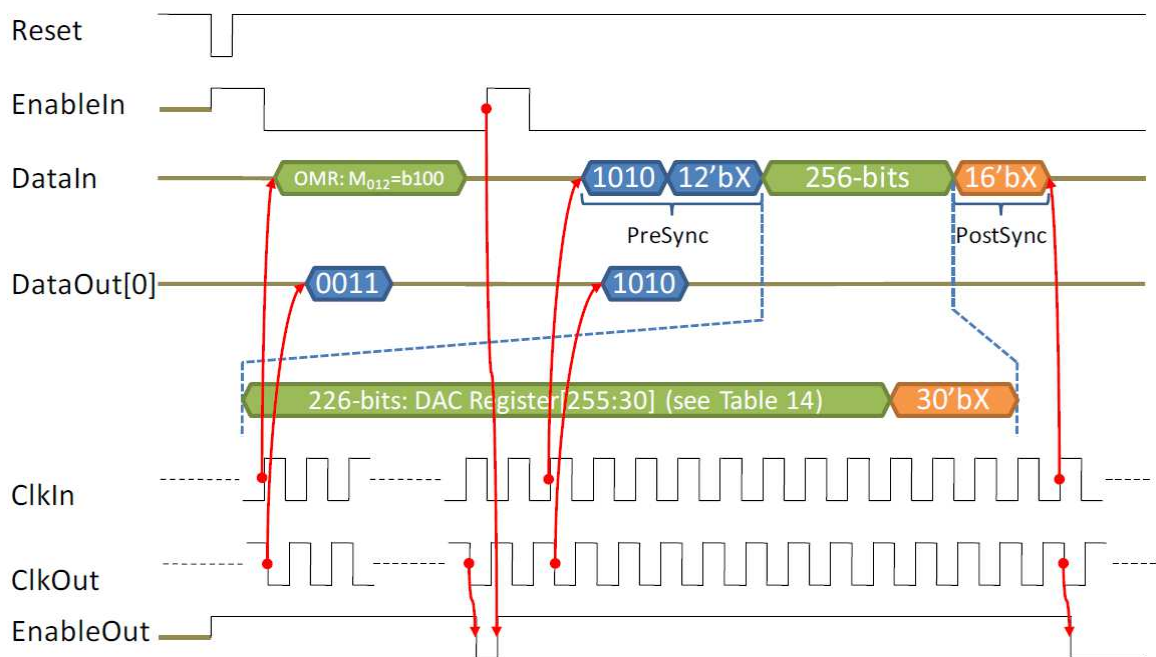 Reset
EnableIn
DataIn
OMR: M₀₁₂=b100
1010
12'bX
256-bits
16'bX
PreSync
PostSync
DataOut[0]
0011
1010
226-bits: DAC Register[255:30] (see Table 14)
30'bX
ClkIn
ClkOut
EnableOut